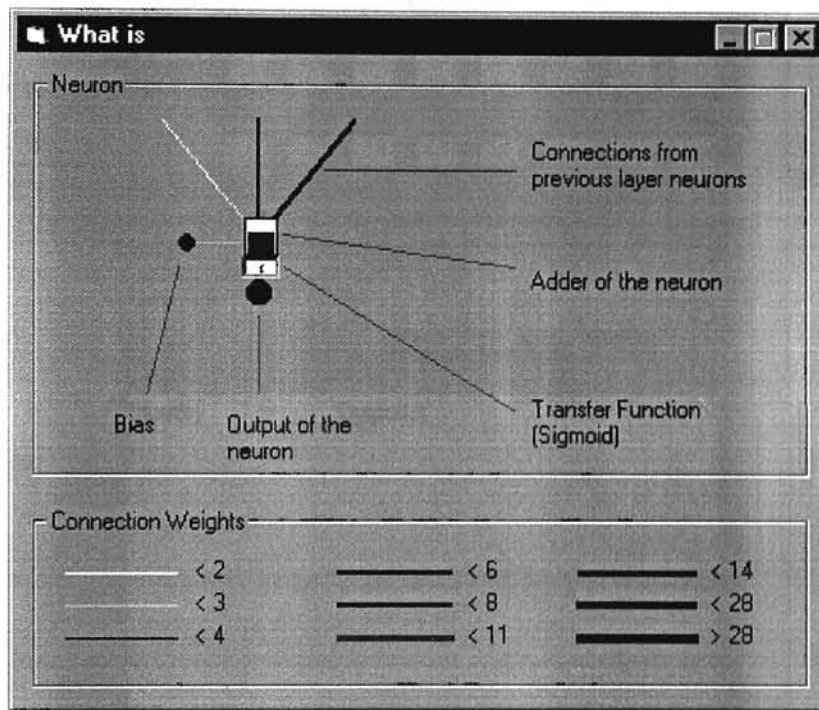 What is
Neuron
Connections from
previous layer neurons
Adder of the neuron
Transfer Function
(Sigmoid)
Bias
Output of the
neuron
Connection Weights
< 2
< 3
< 4
< 6
< 8
< 11
< 14
< 28
> 28